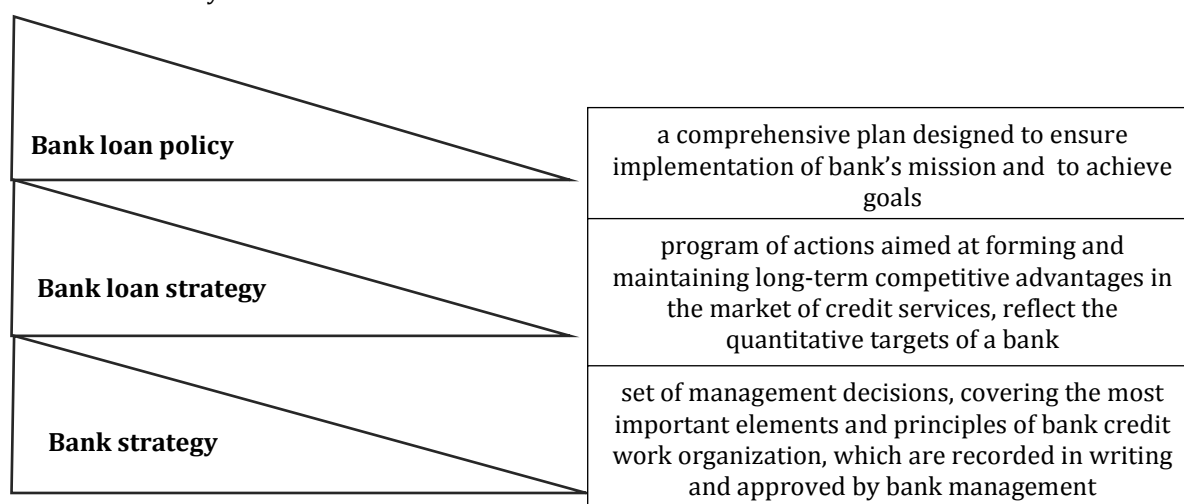 Bank loan policy
a comprehensive plan designed to ensure
implementation of bank's mission and to achieve
goals
Bank loan strategy
program of actions aimed at forming and
maintaining long-term competitive advantages in
the market of credit services, reflect the
quantitative targets of a bank
Bank strategy
set of management decisions, covering the most
important elements and principles of bank credit
work organization, which are recorded in writing
and approved by bank management